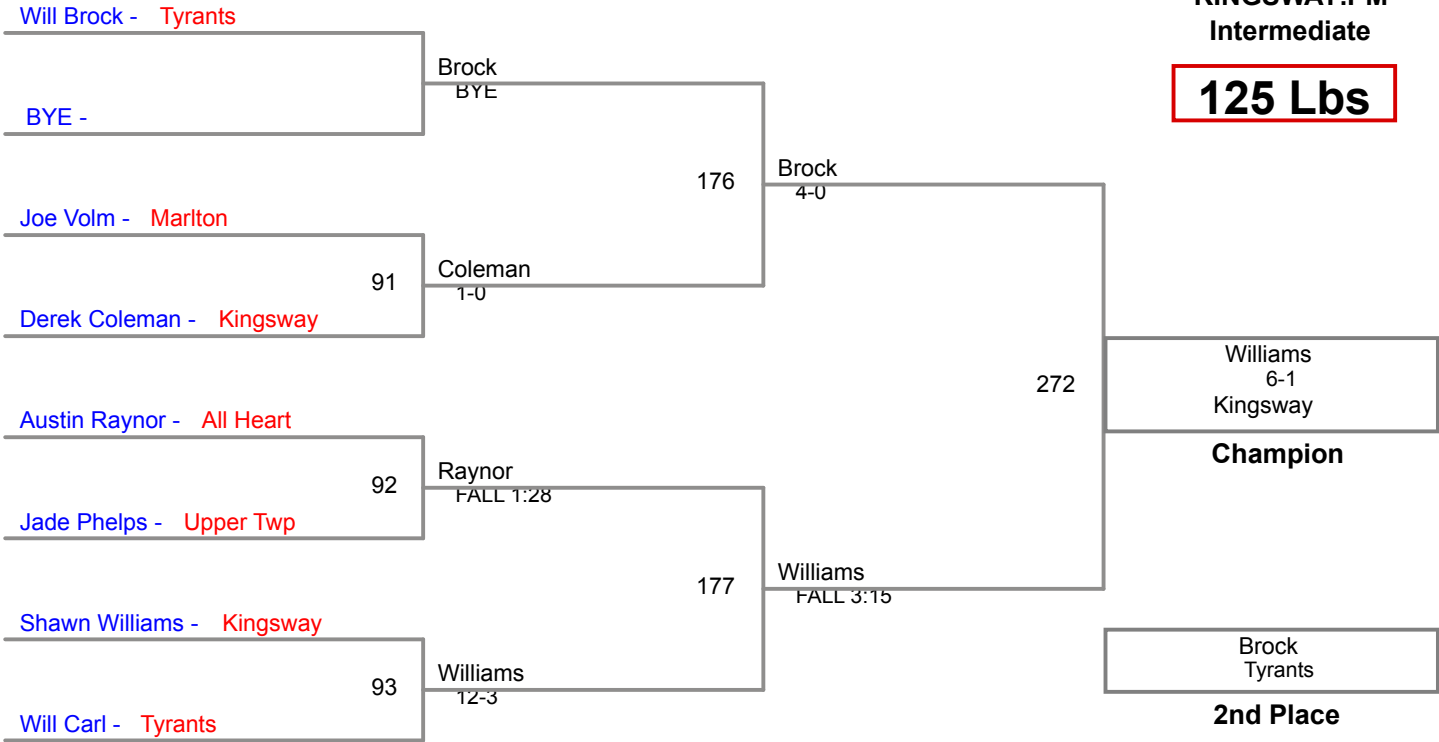 Will Brock - Tyrants
BYE -
Joe Volm - Marlton
Derek Coleman - Kingsway
Austin Raynor - All Heart
Jade Phelps - Upper Twp
Shawn Williams - Kingsway
Will Carl - Tyrants
91
92
93
Brock
BYE
Coleman
1-0
Raynor
FALL 1:28
Williams
12-3
176
177
Brock
4-0
Williams
FALL 3:15
272
KINGSWAY.PM
Intermediate
125 Lbs
Williams
6-1
Kingsway
Champion
Brock
Tyrants
2nd Place